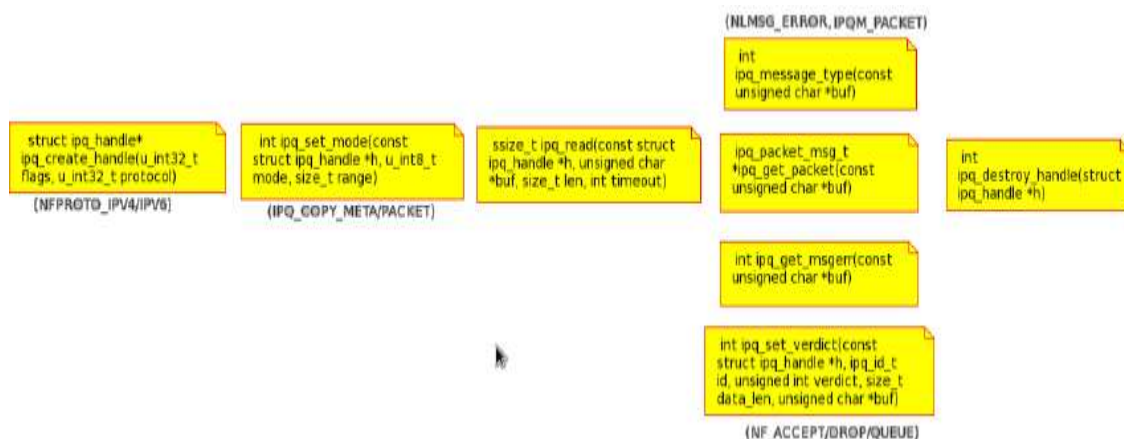 struct ipq_handle*
ipq_create_handle(u_int32_t
flags, u_int32_t protocol)
(NFPROTO_IPV4/IPV6)
int ipq_set_mode(const
struct ipq_handle *h, u_int8_t
mode, size_t range)
(IPQ_COPY_META/PACKET)
ssize_t ipq_read(const struct
ipq_handle *h, unsigned char
*buf, size_t len, int timeout)
(NLMSG_ERROR, IPQM_PACKET)
int
ipq_message_type(const
unsigned char *buf)
ipq_packet_msg_t
*ipq_get_packet(const
unsigned char *buf)
int ipq_get_msgerr(const
unsigned char *buf)
int ipq_set_verdict(const
struct ipq_handle *h, ipq_id_t
id, unsigned int verdict, size_t
data_len, unsigned char *buf)
(NF_ACCEPT/DROP/QUEUE)
int
ipq_destroy_handle(struct
ipq_handle *h)